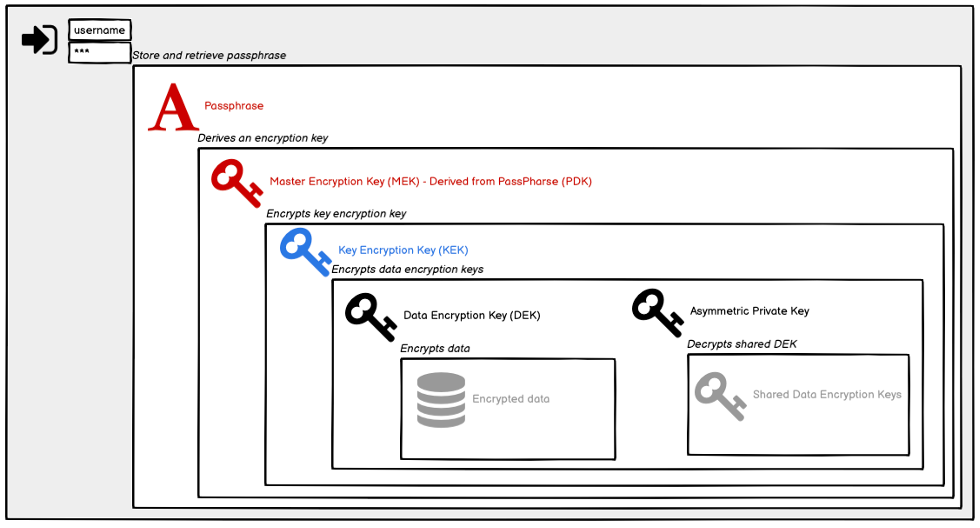 username
***
Store and retrieve passphrase
A
Passphrase
Derives an encryption key
Master Encryption Key (MEK) - Derived from PassPharse (PDK)
Encrypts key encryption key
Key Encryption Key (KEK)
Encrypts data encryption keys
Data Encryption Key (DEK)
Encrypts data
Encrypted data
Asymmetric Private Key
Decrypts shared DEK
Shared Data Encryption Keys